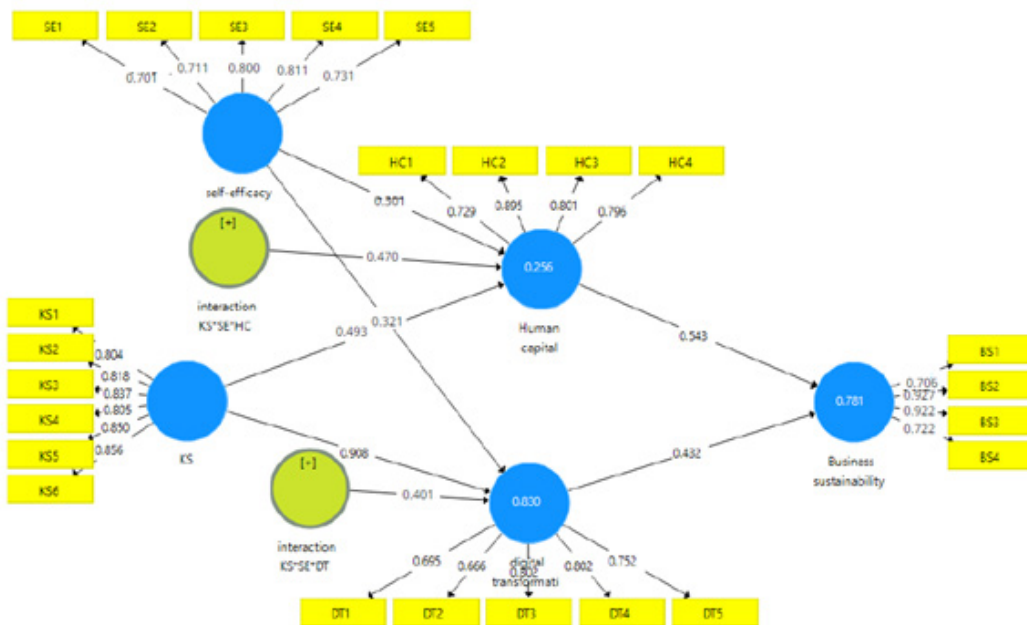 SE1 SE2 SE3 SE4 SE5
0.701 0.711 0.800 0.811 0.731
self-efficacy
HC1 HC2 HC3 HC4
0.729 0.895 0.801 0.796
0.301
[+]
0.470
interaction
KS*SE*HC
0.256
Human
capital
0.493 0.321
KS1
KS2
KS3
KS4
KS5
KS6
0.804
0.818
0.837
0.805
0.850
0.856
KS
0.543
0.781
Business
sustainability
BS1
BS2
BS3
BS4
0.706
0.927
0.922
0.722
0.908
0.432
[+]
0.401
interaction
KS*SE*DT
0.830
digital
transformati
0.695 0.666 0.802 0.802 0.752
DT1 DT2 DT3 DT4 DT5